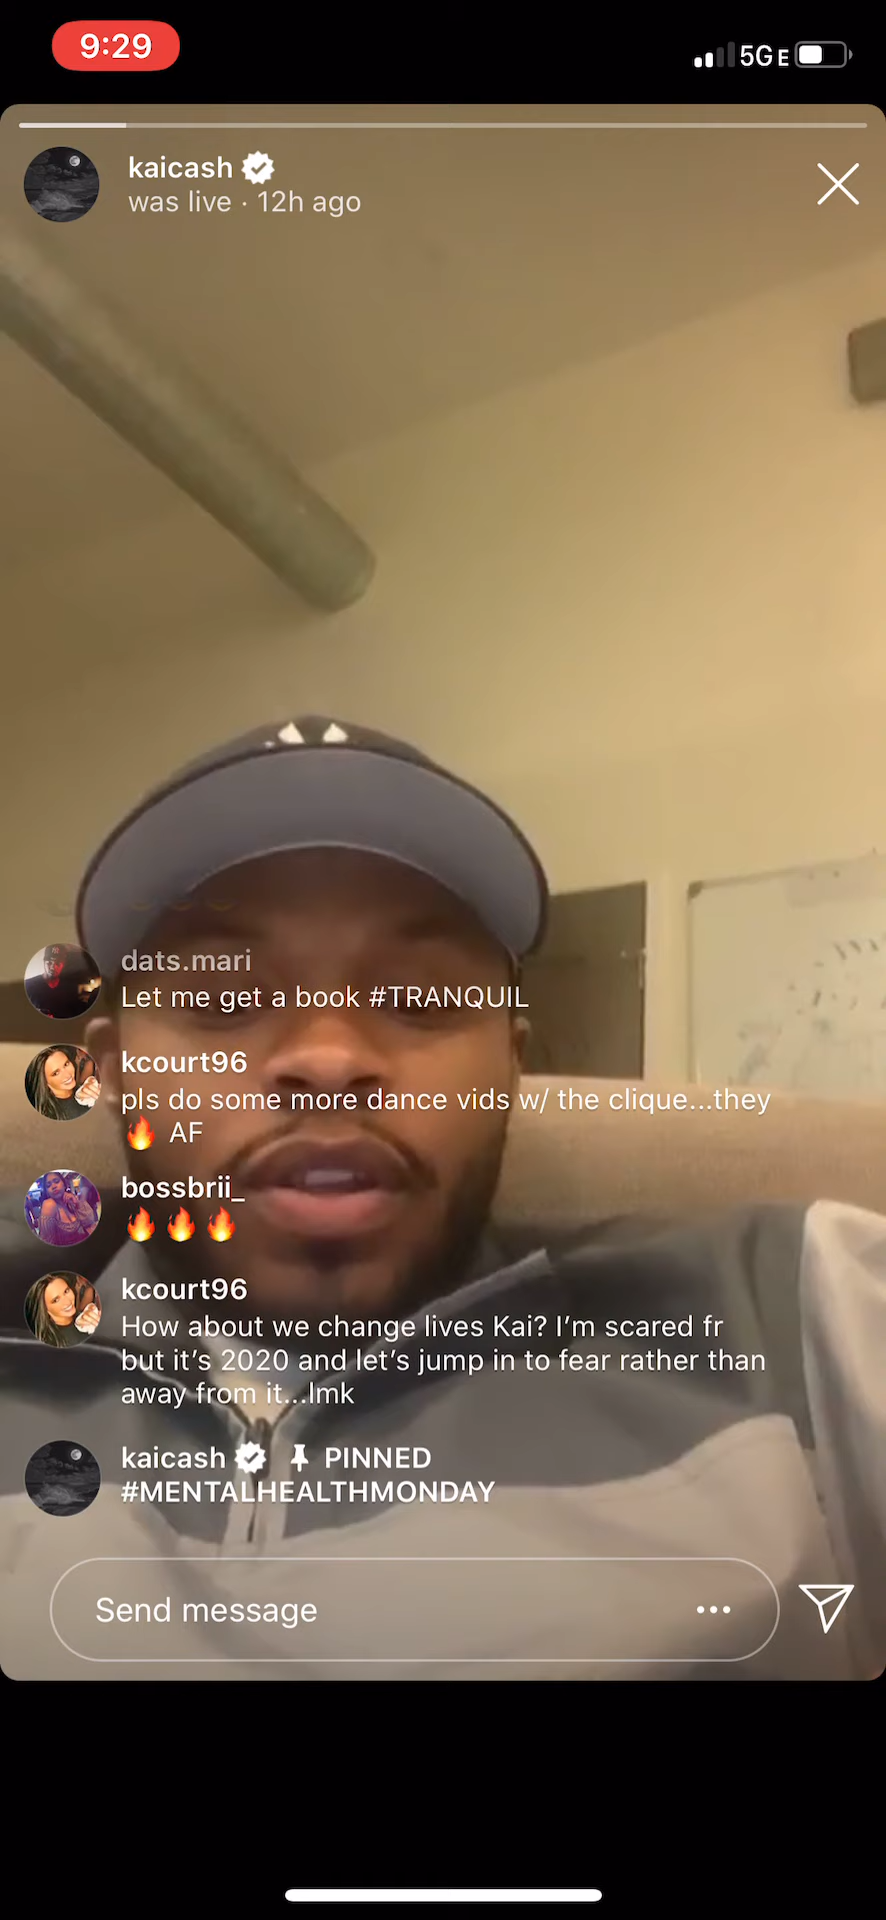 9:29
5GE
kaicash
was live · 12h ago
dats.mari
Let me get a book #TRANQUIL
kcourt96
pls do some more dance vids w/ the clique...they
🔥 AF
bossbrii_
🔥🔥🔥
kcourt96
How about we change lives Kai? I’m scared fr
but it’s 2020 and let’s jump in to fear rather than
away from it...lmk
kaicash PINNED
#MENTALHEALTHMONDAY
Send message